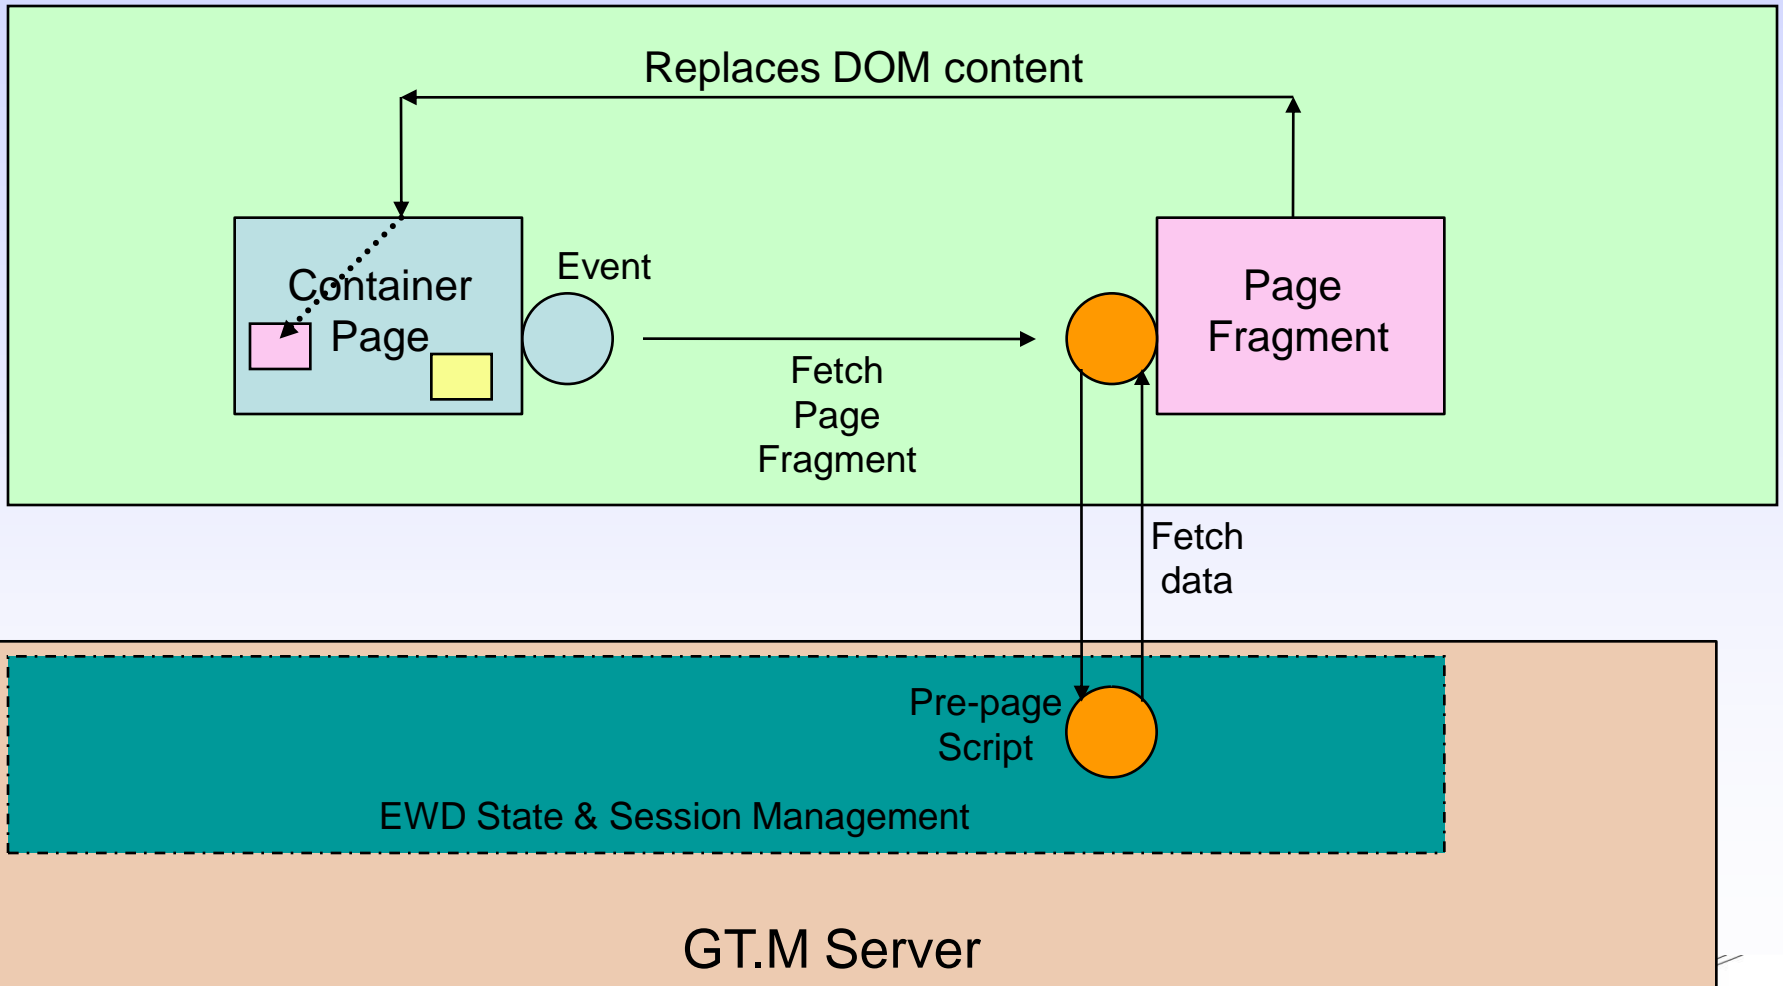 Replaces DOM content
Container
Page
Event
Fetch
Page
Fragment
Page
Fragment
Fetch
data
Pre-page
Script
EWD State & Session Management
GT.M Server